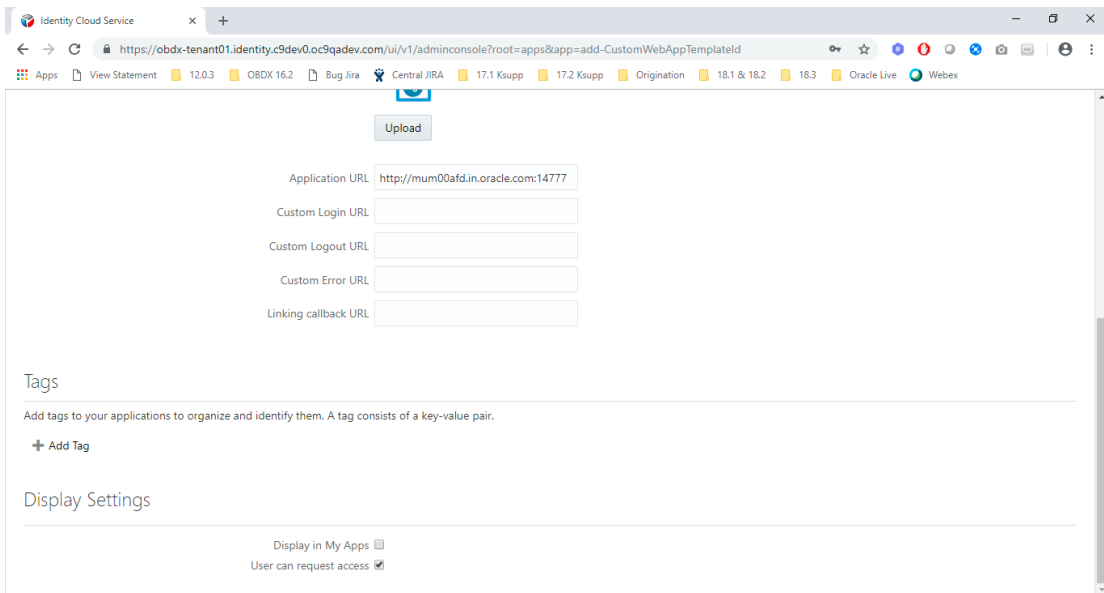 Identity Cloud Service
https://obdx-tenant01.identity.c9dev0.oc9qadev.com/ui/v1/adminconsole?root=apps&app=add-CustomWebAppTemplateId
Apps View Statement 12.0.3 OBDX 16.2 Bug Jira Central JIRA 17.1 Ksupp 17.2 Ksupp Origination 18.1 & 18.2 18.3 Oracle Live Webex
Upload
Application URL http://mum00afd.in.oracle.com:14777
Custom Login URL
Custom Logout URL
Custom Error URL
Linking callback URL
Tags
Add tags to your applications to organize and identify them. A tag consists of a key-value pair.
Add Tag
Display Settings
Display in My Apps
User can request access